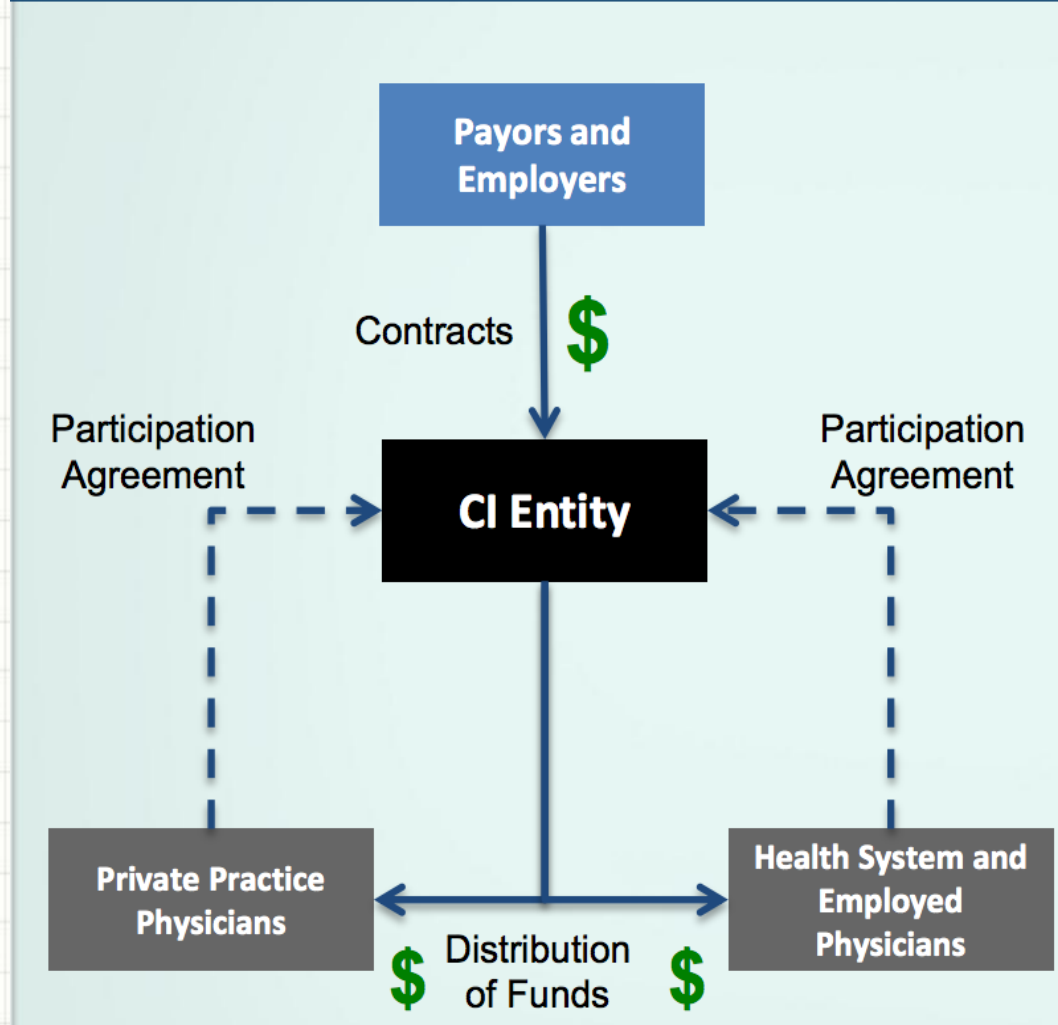 Payors and
Employers
Contracts
$
Participation
Agreement
Participation
Agreement
CI Entity
Private Practice
Physicians
Health System and
Employed
Physicians
$ Distribution $
of Funds